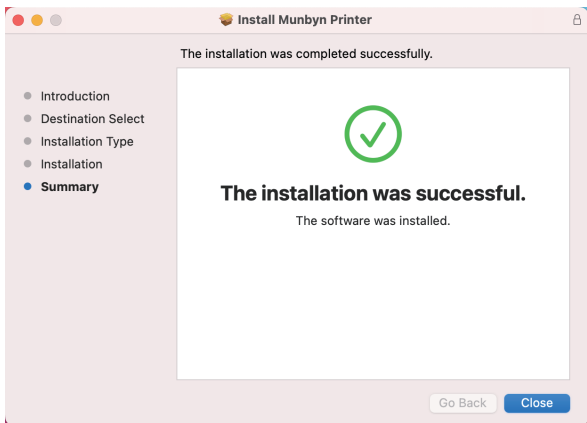 Install Munbyn Printer
The installation was completed successfully.
Introduction
Destination Select
Installation Type
Installation
Summary
The installation was successful.
The software was installed.
Go Back
Close